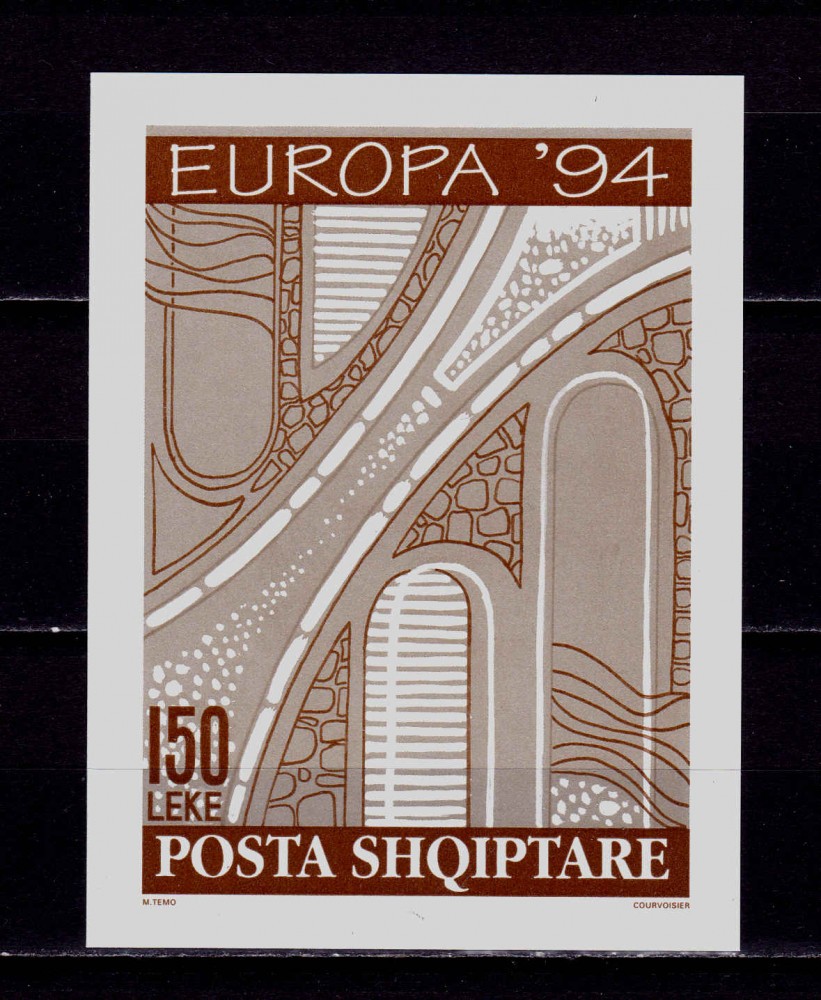 EUROPA ’94
150
LEKE
POSTA SHQIPTARE
M.TEMO COURVOISIER